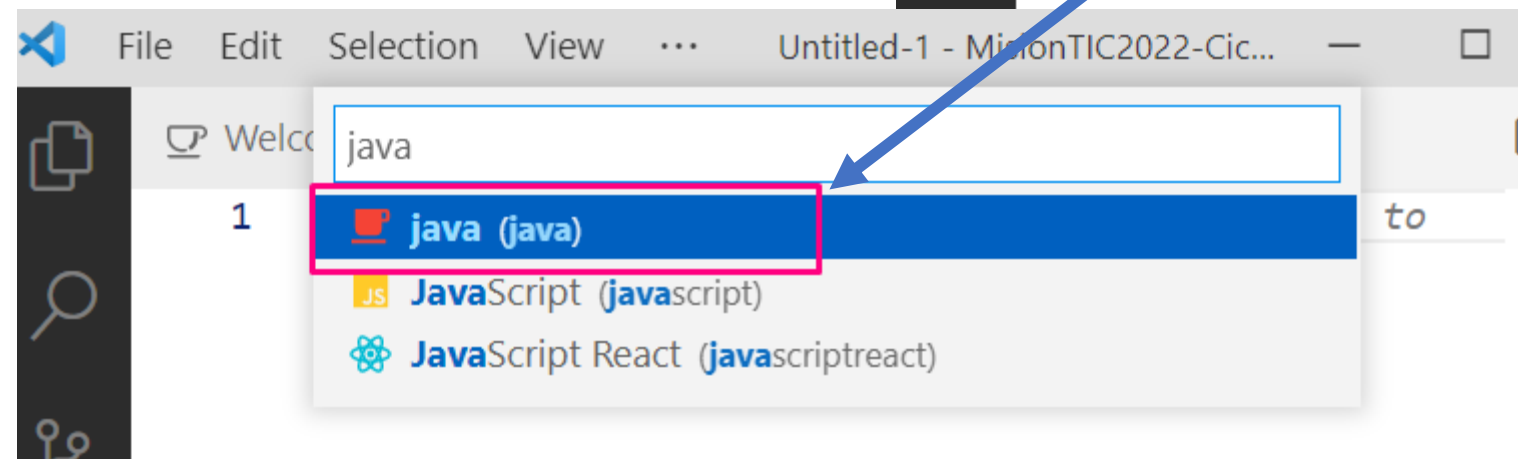 File Edit Selection View ··· Untitled-1 - MisionTIC2022-Cic...
Welco
java
1 to
java (java)
JS JavaScript (javascript)
JavaScript React (javascriptreact)